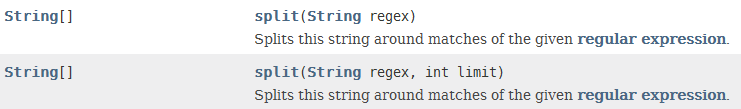 String[] split(String regex)
Splits this string around matches of the given regular expression.
String[] split(String regex, int limit)
Splits this string around matches of the given regular expression.